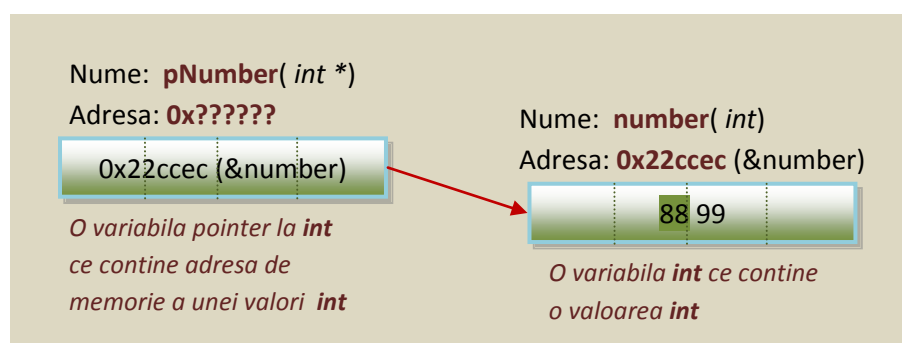 Nume: pNumber( int *)
Adresa: 0x??????
0x22ccec (&number)
O variabila pointer la int
ce contine adresa de
memorie a unei valori int
Nume: number( int)
Adresa: 0x22ccec (&number)
88 99
O variabila int ce contine
o valoarea int